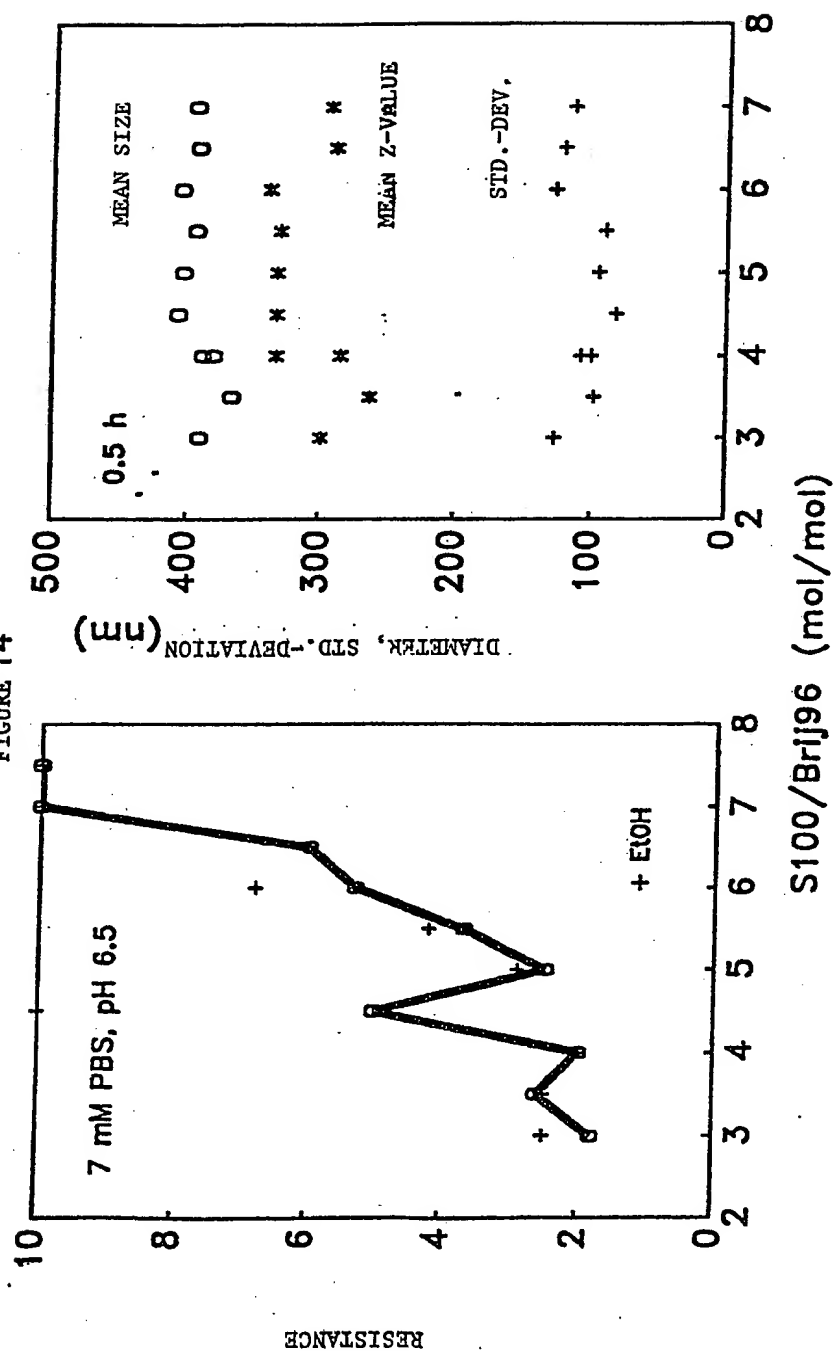 FIGURE 14
RESISTANCE
10
8
6
4
2
0
7 mM PBS, pH 6.5
+ EtOH
2 3 4 5 6 7 8
DIAMETER, STD.-DEVIATION (nm)
500
400
300
200
100
0
0.5 h
MEAN SIZE
MEAN Z-VALUE
STD.-DEV.
2 3 4 5 6 7 8
S100/Brij96 (mol/mol)